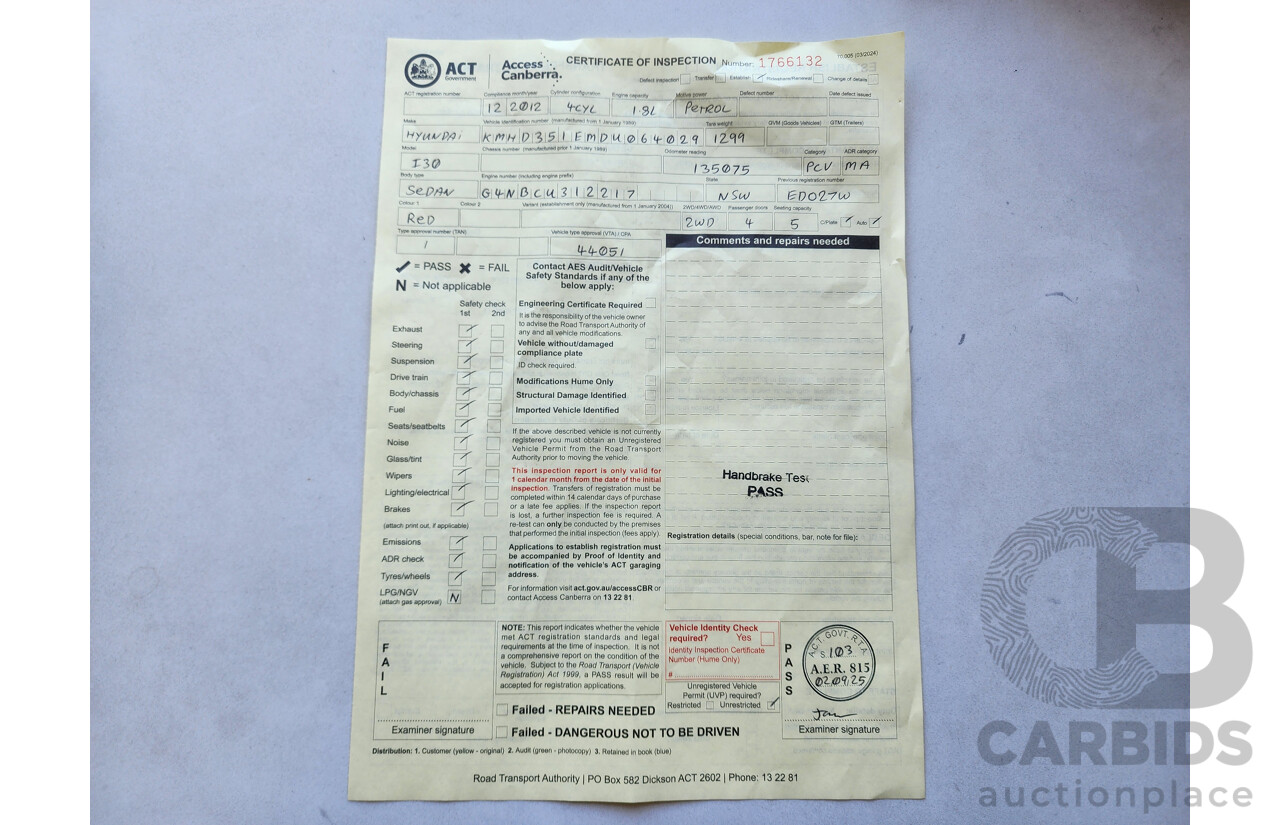 ACT Government
Access Canberra.
CERTIFICATE OF INSPECTION Number: 1766132
TC 005 (03/2024)
Defect inspection Transfer Establish Reinstate/Renewal Change of details
ACT registration number Compliance month/year Cylinder configuration Engine capacity Motive power Defect number Date defect issued
12 2012 4CYL 1.8L PETROL
Make Vehicle identification number (manufactured from 1 January 1989) Tare weight GVM (Goods Vehicles) GTM (Trailers)
HYUNDAI KMHD351EMDU064029 1299
Model Chassis number (manufactured prior 1 January 1989) Odometer reading Category ADR category
I30 135075 PCV MA
Body type Engine number (including engine prefix) State Previous registration number
SEDAN G4NBCU312217 NSW ED027W
Colour 1 Colour 2 Variant (establishment only (manufactured from 1 January 2004)) 2WD/4WD/AWD Passenger doors Seating capacity
RED 2WD 4 5 C/Plate Auto
Type approval number (TAN) Vehicle type approval (VTA) / CPA
/ 44051
Comments and repairs needed
= PASS = FAIL
N = Not applicable
Safety check
1st 2nd
Exhaust
Steering
Suspension
Drive train
Body/chassis
Fuel
Seats/seatbelts
Noise
Glass/tint
Wipers
Lighting/electrical
Brakes
(attach print out, if applicable)
Emissions
ADR check
Tyres/wheels
LPG/NGV N
(attach gas approval)
Contact AES Audit/Vehicle
Safety Standards if any of the
below apply:
Engineering Certificate Required
It is the responsibility of the vehicle owner
to advise the Road Transport Authority of
any and all vehicle modifications.
Vehicle without/damaged
compliance plate
ID check required.
Modifications Hume Only
Structural Damage Identified
Imported Vehicle Identified
If the above described vehicle is not currently
registered you must obtain an Unregistered
Vehicle Permit from the Road Transport
Authority prior to moving the vehicle.
This inspection report is only valid for
1 calendar month from the date of the initial
inspection. Transfers of registration must be
completed within 14 calendar days of purchase
or a late fee applies. If the inspection report
is lost, a further inspection fee is required. A
re-test can only be conducted by the premises
that performed the initial inspection (fees apply).
Applications to establish registration must
be accompanied by Proof of Identity and
notification of the vehicle's ACT garaging
address.
For information visit act.gov.au/accessCBR or
contact Access Canberra on 13 22 81
Handbrake Test
PASS
Registration details (special conditions, bar, note for file):
FAIL
Examiner signature
NOTE: This report indicates whether the vehicle
met ACT registration standards and legal
requirements at the time of inspection. It is not
a comprehensive report on the condition of the
vehicle. Subject to the Road Transport (Vehicle
Registration) Act 1999, a PASS result will be
accepted for registration applications.
Failed - REPAIRS NEEDED
Failed - DANGEROUS NOT TO BE DRIVEN
Vehicle Identity Check
required? Yes
Identity Inspection Certificate
Number (Hume Only)
#
Unregistered Vehicle
Permit (UVP) required?
Restricted Unrestricted
PASS
A.C.T. GOVT. R.T.A.
S.103
A.E.R. 815
02.09.25
Examiner signature
Distribution: 1. Customer (yellow - original) 2. Audit (green - photocopy) 3. Retained in book (blue)
Road Transport Authority | PO Box 582 Dickson ACT 2602 | Phone: 13 22 81
CB
CARBIDS
auctionplace